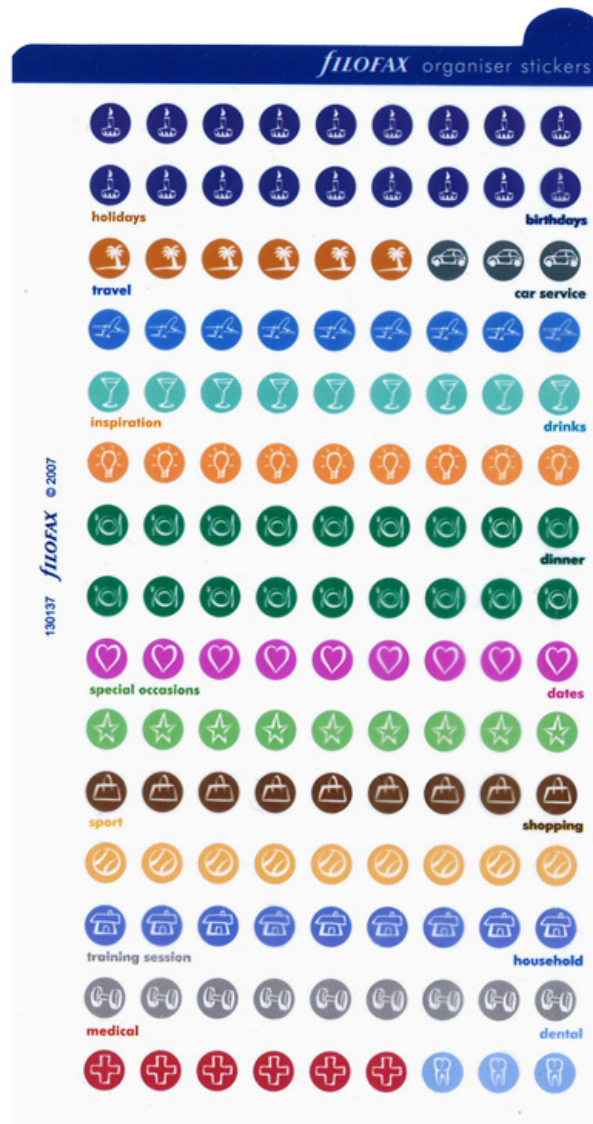 fILOFAX organiser stickers
holidays birthdays
travel car service
inspiration drinks
dinner
130137 fILOFAX © 2007
special occasions dates
sport shopping
training session household
medical dental